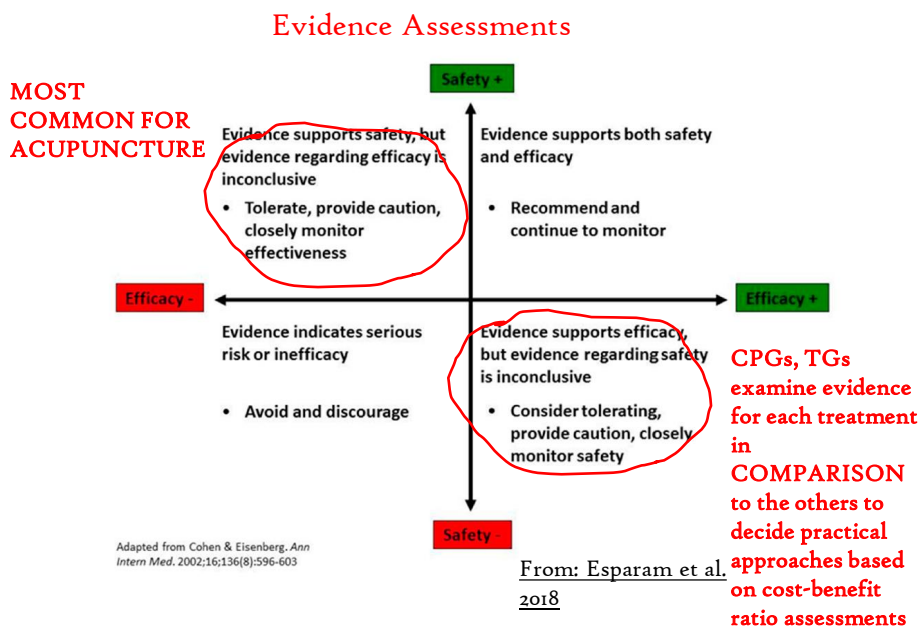 Evidence Assessments
Safety +
MOST
COMMON FOR
ACUPUNCTURE
Evidence supports safety, but
evidence regarding efficacy is
inconclusive
• Tolerate, provide caution,
closely monitor
effectiveness
Evidence supports both safety
and efficacy
• Recommend and
continue to monitor
Efficacy -
Efficacy +
Evidence indicates serious
risk or inefficacy
• Avoid and discourage
Evidence supports efficacy,
but evidence regarding safety
is inconclusive
• Consider tolerating,
provide caution, closely
monitor safety
CPGs, TGs
examine evidence
for each treatment
in
COMPARISON
to the others to
decide practical
approaches based
on cost-benefit
ratio assessments
Safety -
Adapted from Cohen & Eisenberg. Ann
Intern Med. 2002;16;136(8):596-603
From: Esparam et al.
2018